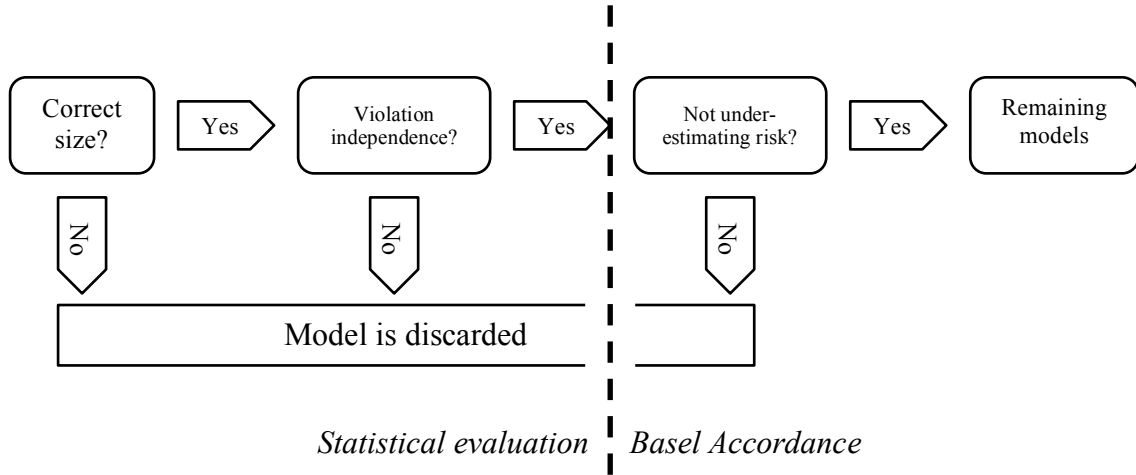 Correct
size?
Yes
Violation
independence?
Yes
Not under-
estimating risk?
Yes
Remaining
models
No
No
No
Model is discarded
Statistical evaluation
Basel Accordance